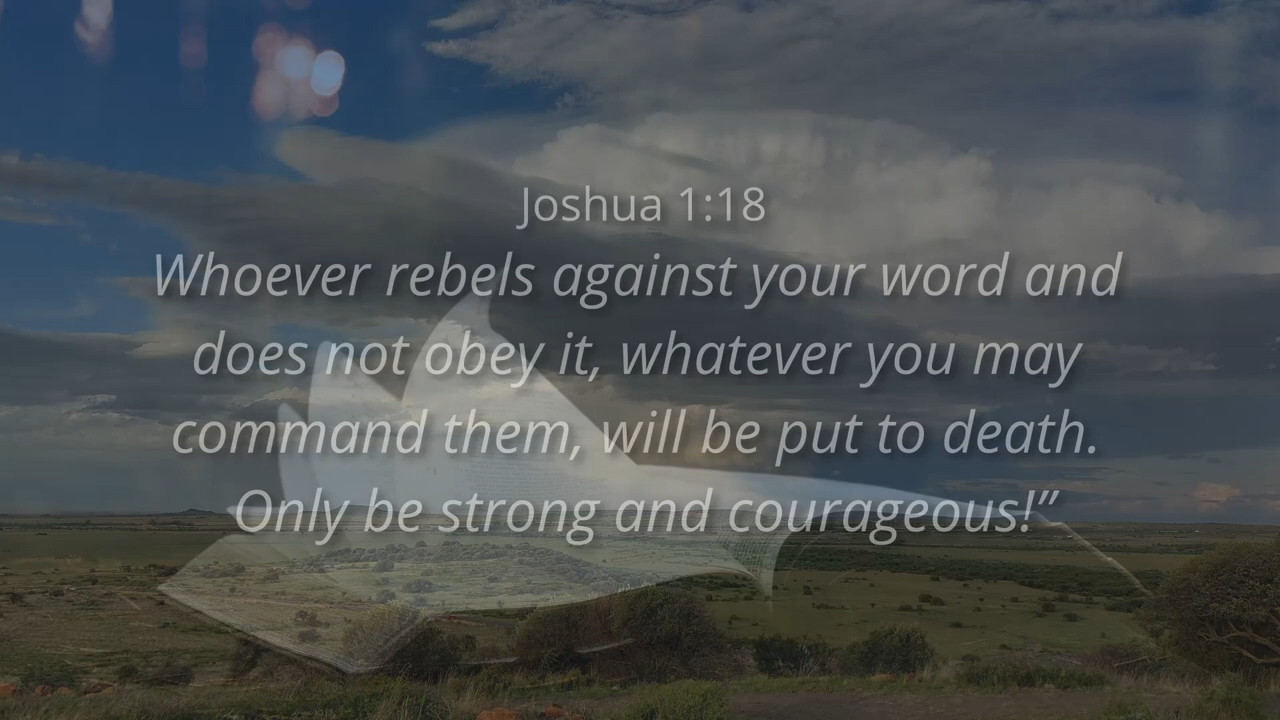 Joshua 1:18
Whoever rebels against your word and
does not obey it, whatever you may
command them, will be put to death.
Only be strong and courageous!”